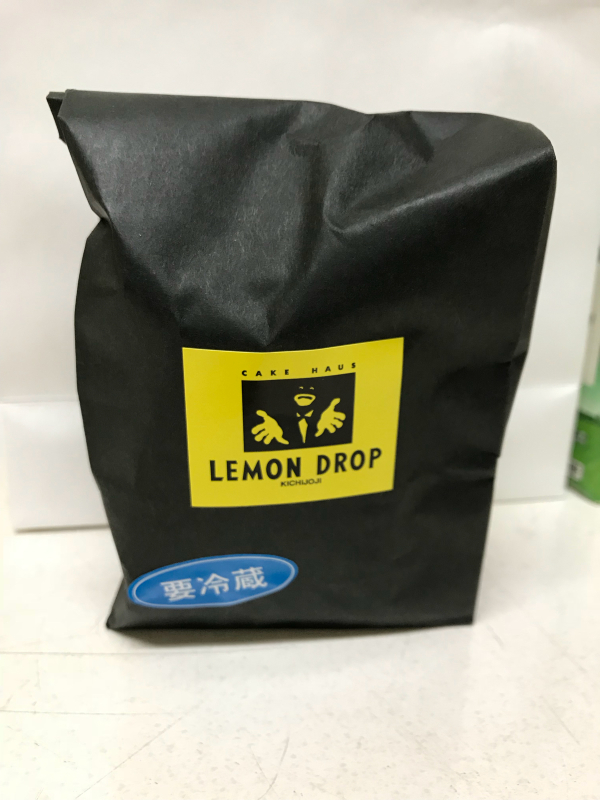 CAKE HAUS
LEMON DROP
KICHIJOJI
要冷蔵